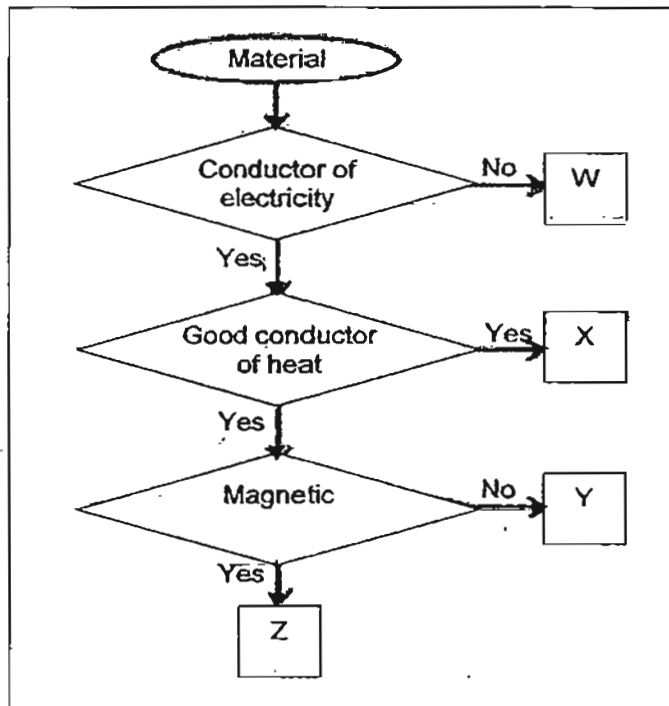 Material
Conductor of
electricity
No
W
Yes
Good conductor
of heat
Yes
X
Yes
Magnetic
No
Y
Yes
Z